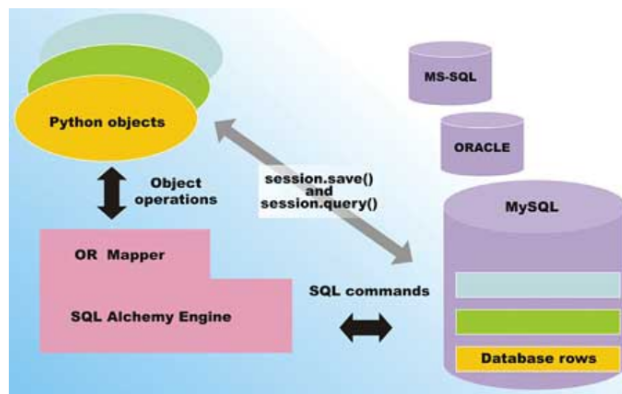 Python objects
Object
operations
OR Mapper
SQL Alchemy Engine
session.save()
and
session.query()
SQL commands
MS-SQL
ORACLE
MySQL
Database rows